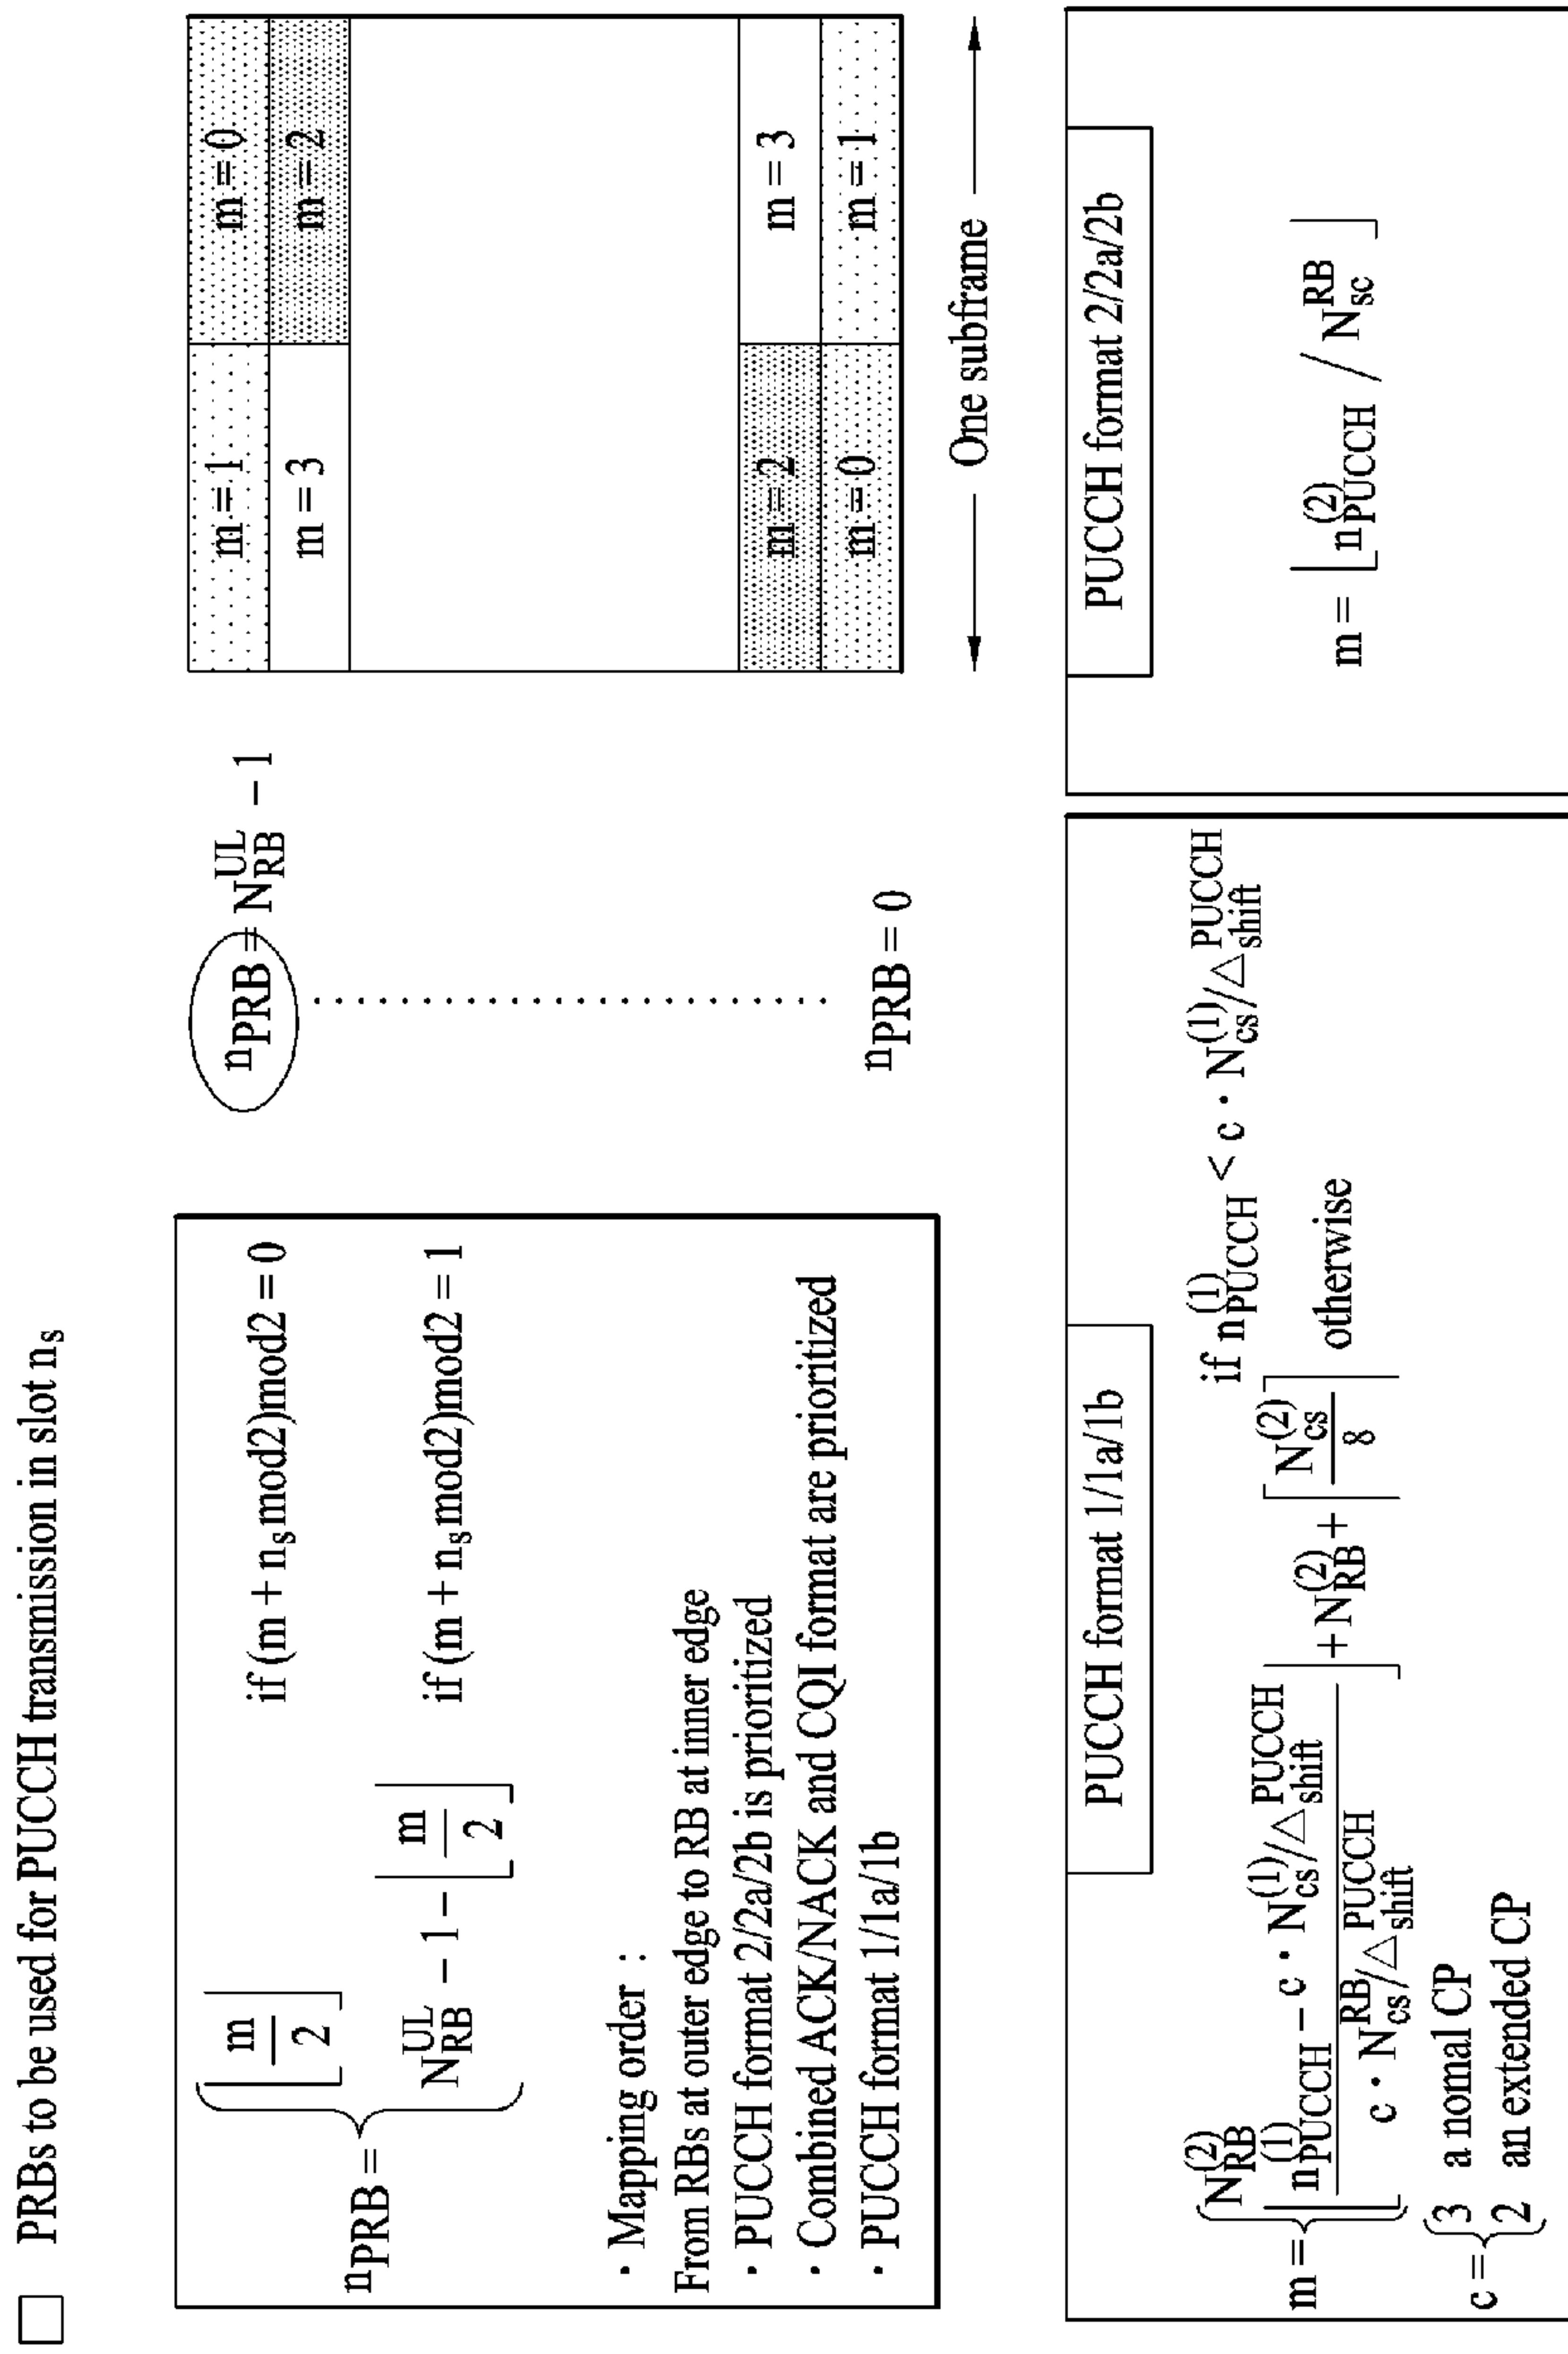 □ PRBs to be used for PUCCH transmission in slot n_s
n_PRB = { ⌊m/2⌋ if (m + n_s mod2)mod2 = 0
N_RB^UL − 1 − ⌊m/2⌋ if (m + n_s mod2)mod2 = 1
· Mapping order :
From RBs at outer edge to RB at inner edge
· PUCCH format 2/2a/2b is prioritized
· Combined ACK/NACK and CQI format are prioritized
· PUCCH format 1/1a/1b
n_PRB = N_RB^UL − 1
n_PRB = 0
m = 1 m = 0
m = 3 m = 2
m = 2 m = 3
m = 0 m = 1
One subframe
PUCCH format 1/1a/1b
m = { N_RB^(2) if n_PUCCH^(1) < c · N_cs^(1)/△_shift^PUCCH
⌊(n_PUCCH^(1) − c · N_cs^(1)/△_shift^PUCCH)/(c · N_cs^RB/△_shift^PUCCH)⌋ + N_RB^(2) + ⌈N_cs^(2)/8⌉ otherwise
c = { 3 a nomal CP
2 an extended CP
PUCCH format 2/2a/2b
m = ⌊n_PUCCH^(2) / N_sc^RB⌋